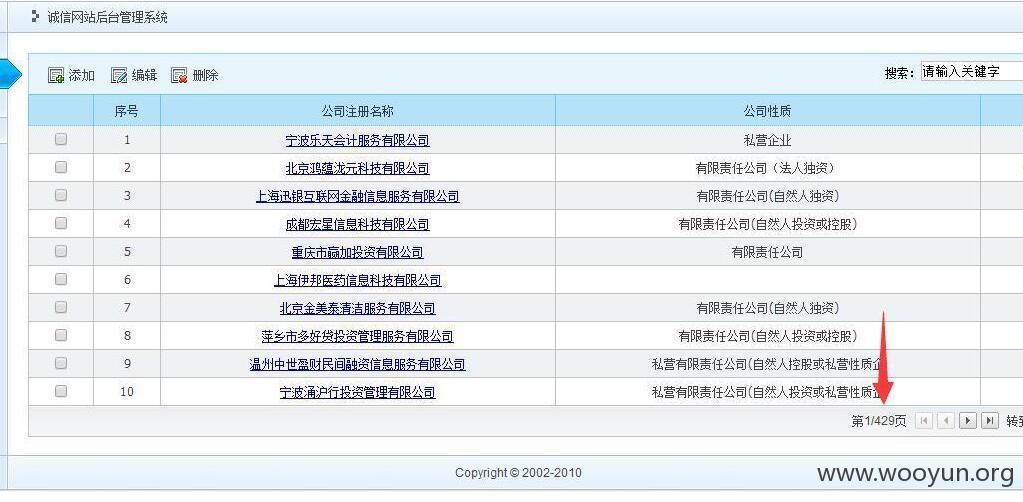 诚信网站后台管理系统
添加 编辑 删除 搜索: 请输入关键字
序号 公司注册名称 公司性质
1 宁波乐天会计服务有限公司 私营企业
2 北京鸿蕴泷元科技有限公司 有限责任公司（法人独资）
3 上海迅银互联网金融信息服务有限公司 有限责任公司(自然人独资)
4 成都宏星信息科技有限公司 有限责任公司(自然人投资或控股)
5 重庆市赢加投资有限公司 有限责任公司
6 上海伊邦医药信息科技有限公司
7 北京金美泰清洁服务有限公司 有限责任公司(自然人独资)
8 萍乡市多好贷投资管理服务有限公司 有限责任公司(自然人投资或控股)
9 温州中世盈财民间融资信息服务有限公司 私营有限责任公司(自然人控股或私营性质企
10 宁波涌沪行投资管理有限公司 私营有限责任公司(自然人投资或私营性质企
第1/429页 转到
Copyright © 2002-2010
www.wooyun.org